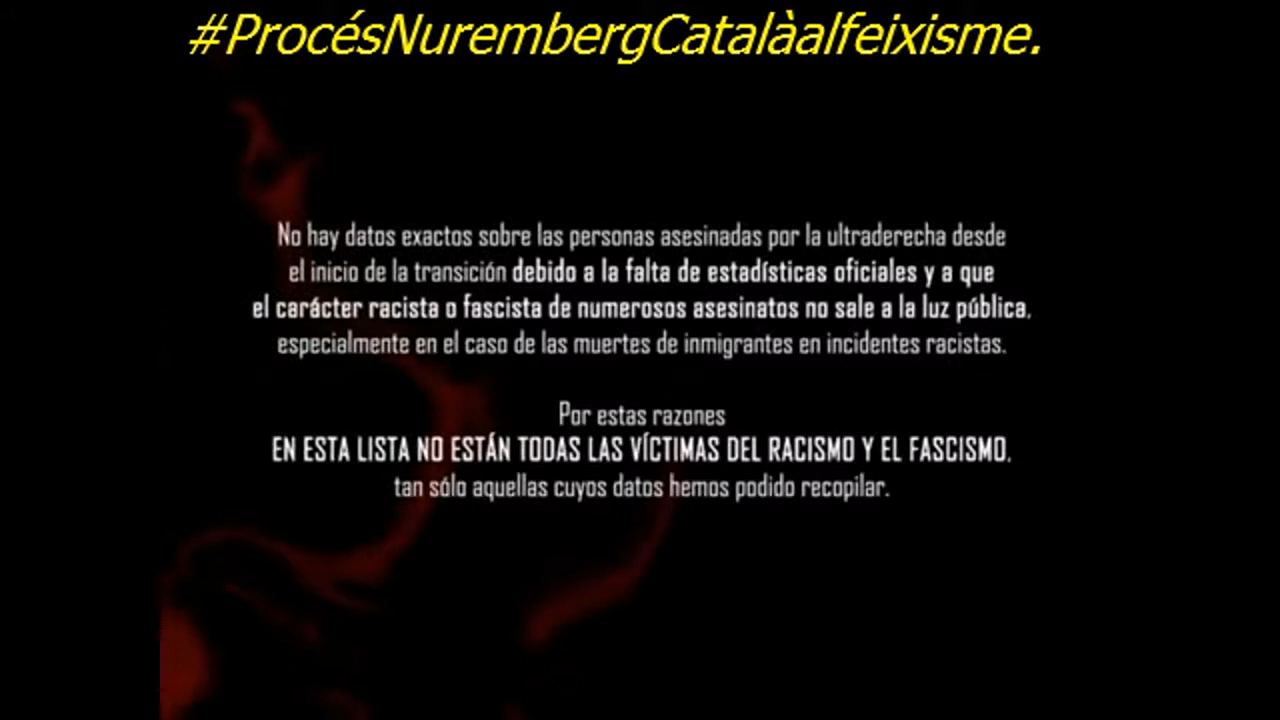 #ProcésNurembergCatalàalfeixisme.
No hay datos exactos sobre las personas asesinadas por la ultraderecha desde
el inicio de la transición debido a la falta de estadísticas oficiales y a que
el carácter racista o fascista de numerosos asesinatos no sale a la luz pública,
especialmente en el caso de las muertes de inmigrantes en incidentes racistas.
Por estas razones
EN ESTA LISTA NO ESTÁN TODAS LAS VÍCTIMAS DEL RACISMO Y EL FASCISMO,
tan sólo aquellas cuyos datos hemos podido recopilar.